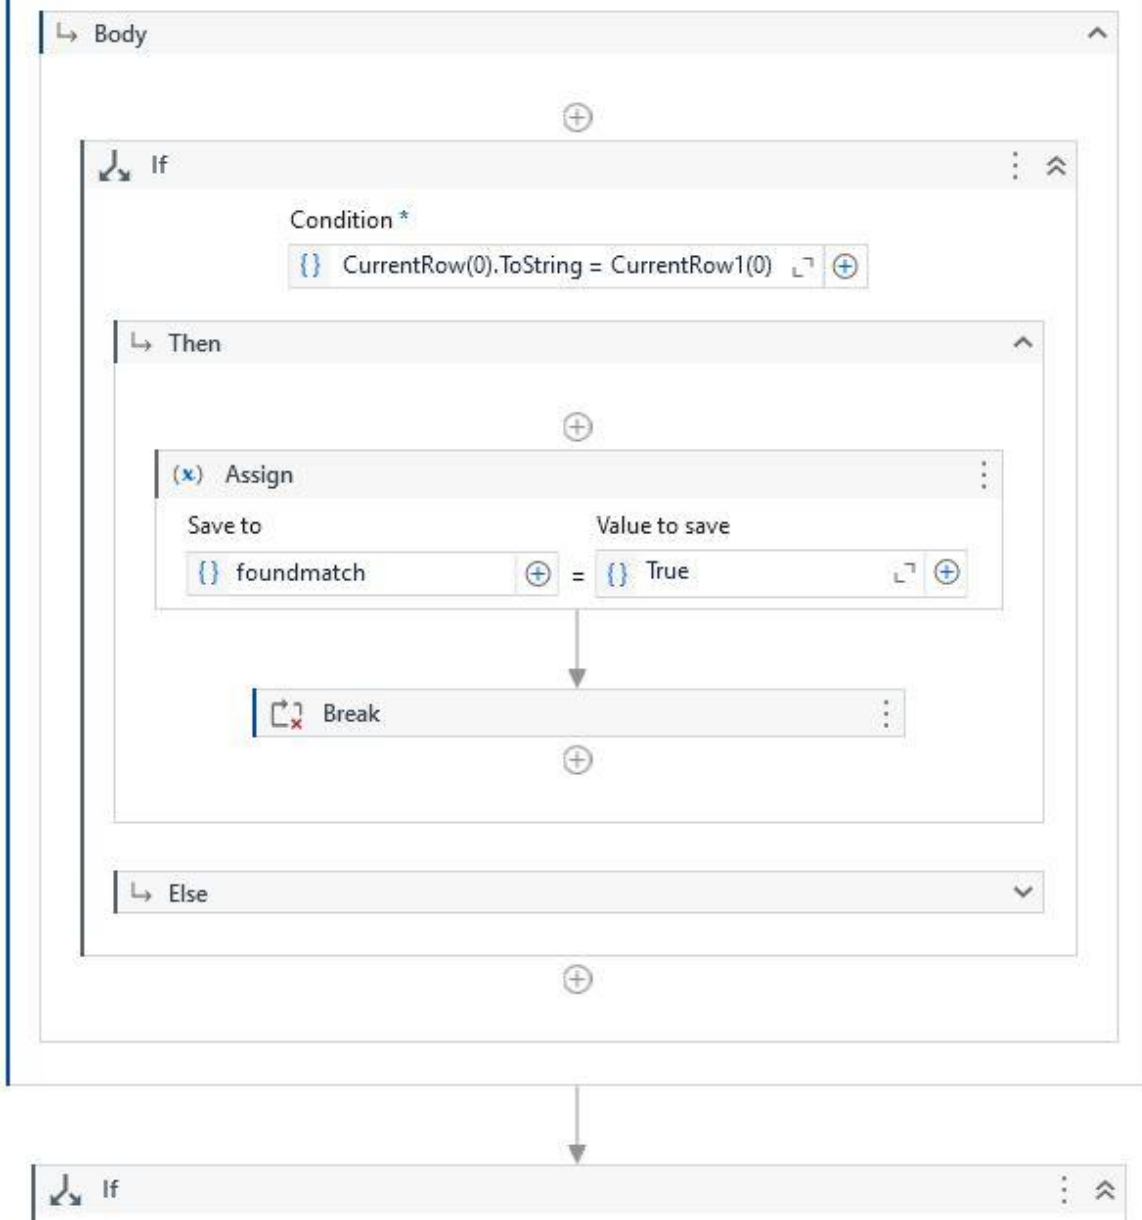 Body
If
Condition *
{} CurrentRow(0).ToString = CurrentRow1(0)
Then
(x) Assign
Save to Value to save
{} foundmatch = {} True
Break
Else
If